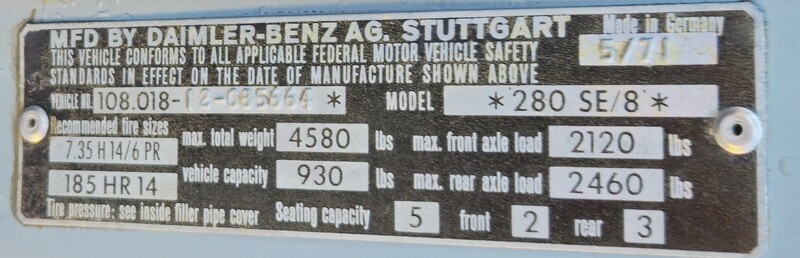 MFD BY DAIMLER-BENZ AG. STUTTGART Made in Germany
THIS VEHICLE CONFORMS TO ALL APPLICABLE FEDERAL MOTOR VEHICLE SAFETY 5/71
STANDARDS IN EFFECT ON THE DATE OF MANUFACTURE SHOWN ABOVE
VEHICLE NO. 108.018-12-085664 * MODEL * 280 SE/8 *
Recommended tire sizes
7.35 H 14/6 PR max. total weight 4580 lbs max. front axle load 2120 lbs
185 HR 14 vehicle capacity 930 lbs max. rear axle load 2460 lbs
Tire pressure: see inside filler pipe cover Seating capacity 5 front 2 rear 3